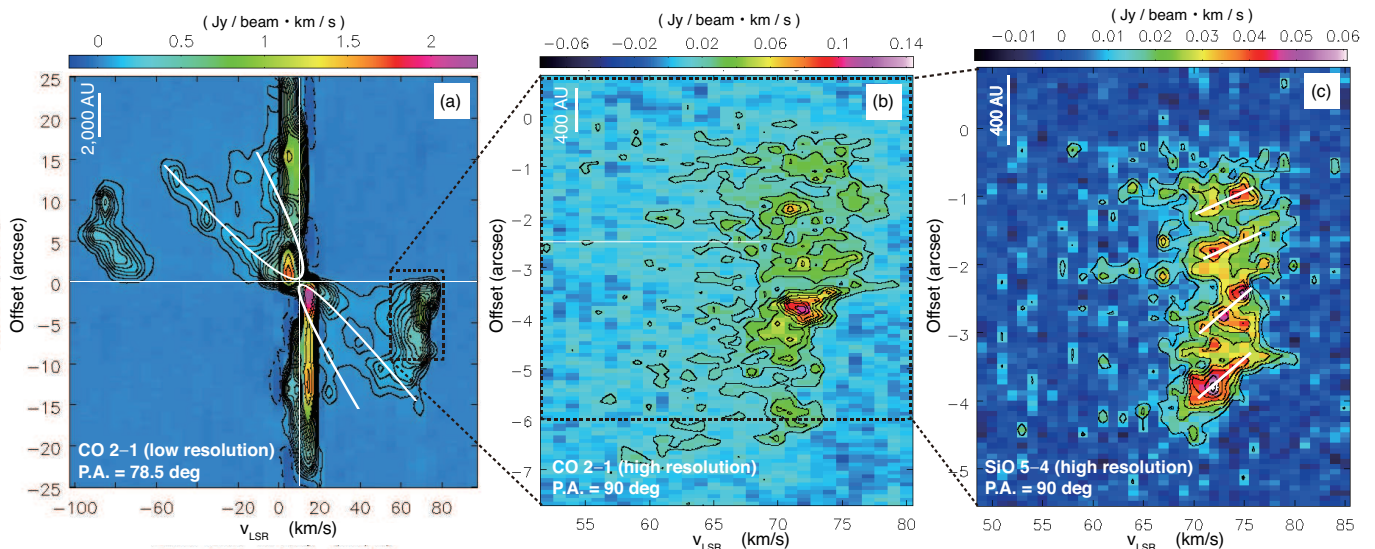 ( Jy / beam • km / s )
0 0.5 1 1.5 2
(a)
2,000 AU
25
20
15
10
5
0
−5
−10
−15
−20
−25
Offset (arcsec)
CO 2−1 (low resolution)
P.A. = 78.5 deg
−100 −80 −60 −40 −20 0 20 40 60 80
v_LSR (km/s)
( Jy / beam • km / s )
−0.06 −0.02 0.02 0.06 0.1 0.14
(b)
400 AU
0
−1
−2
−3
−4
−5
−6
−7
Offset (arcsec)
CO 2−1 (high resolution)
P.A. = 90 deg
55 60 65 70 75 80
v_LSR (km/s)
( Jy / beam • km / s )
−0.01 0 0.01 0.02 0.03 0.04 0.05 0.06
(c)
400 AU
0
−1
−2
−3
−4
−5
Offset (arcsec)
SiO 5−4 (high resolution)
P.A. = 90 deg
50 55 60 65 70 75 80 85
v_LSR (km/s)